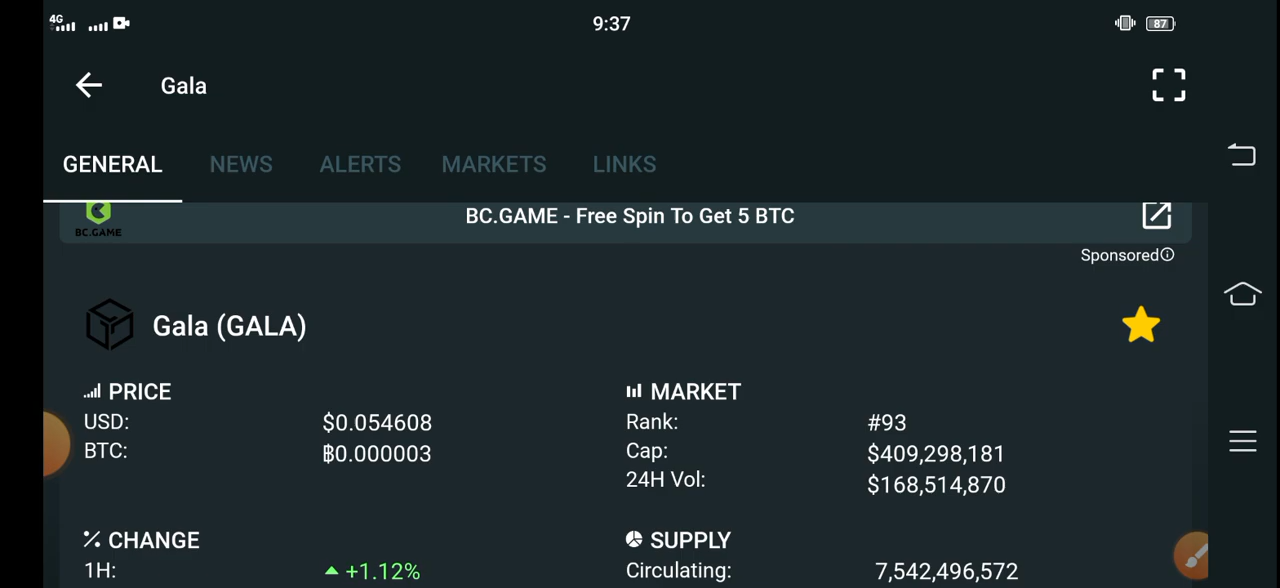 4G
9:37
87
Gala
GENERAL NEWS ALERTS MARKETS LINKS
BC.GAME
BC.GAME - Free Spin To Get 5 BTC
Sponsored
Gala (GALA)
PRICE
USD: $0.054608
BTC: ฿0.000003
MARKET
Rank: #93
Cap: $409,298,181
24H Vol: $168,514,870
% CHANGE
1H: +1.12%
SUPPLY
Circulating: 7,542,496,572